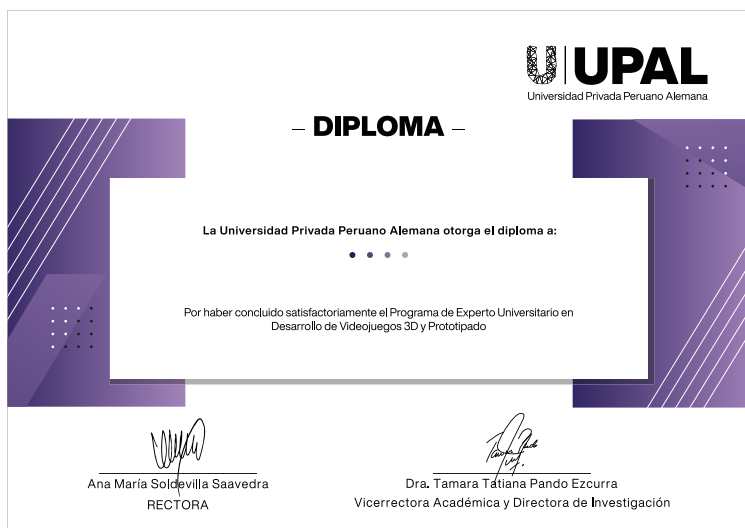 UPAL
Universidad Privada Peruano Alemana
– DIPLOMA –
La Universidad Privada Peruano Alemana otorga el diploma a:
Por haber concluido satisfactoriamente el Programa de Experto Universitario en
Desarrollo de Videojuegos 3D y Prototipado
Ana María Soldevilla Saavedra
RECTORA
Dra. Tamara Tatiana Pando Ezcurra
Vicerrectora Académica y Directora de Investigación